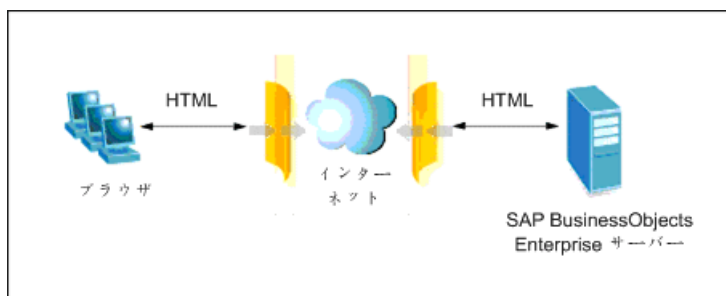 HTML
HTML
ブラウザ
インター
ネット
SAP BusinessObjects
Enterprise サーバー